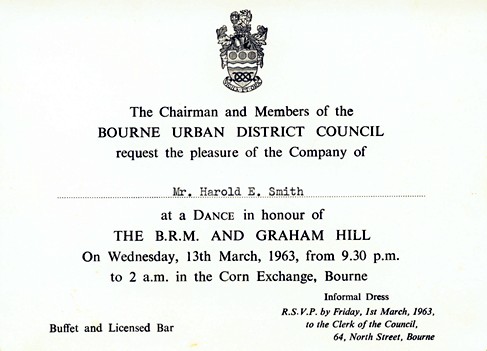 The Chairman and Members of the
BOURNE URBAN DISTRICT COUNCIL
request the pleasure of the Company of
Mr. Harold E. Smith
at a DANCE in honour of
THE B.R.M. AND GRAHAM HILL
On Wednesday, 13th March, 1963, from 9.30 p.m.
to 2 a.m. in the Corn Exchange, Bourne
Informal Dress
R.S.V.P. by Friday, 1st March, 1963,
to the Clerk of the Council,
64, North Street, Bourne
Buffet and Licensed Bar